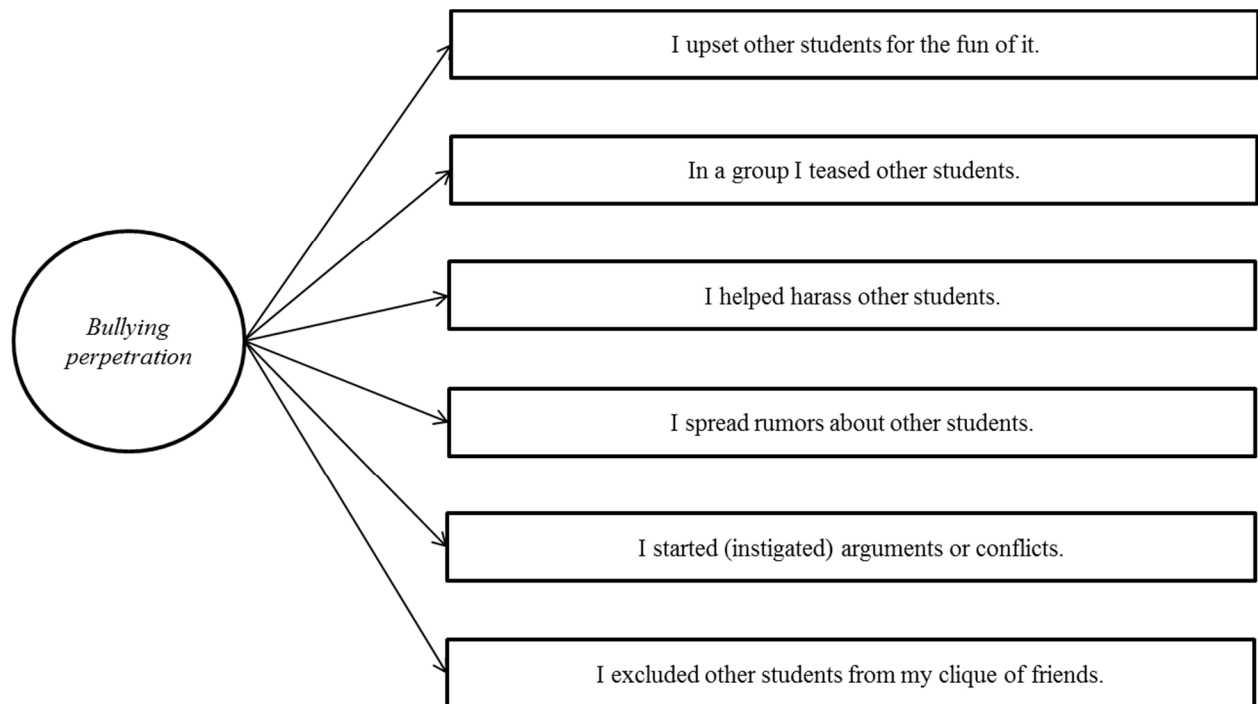 I upset other students for the fun of it.
In a group I teased other students.
I helped harass other students.
Bullying
perpetration
I spread rumors about other students.
I started (instigated) arguments or conflicts.
I excluded other students from my clique of friends.